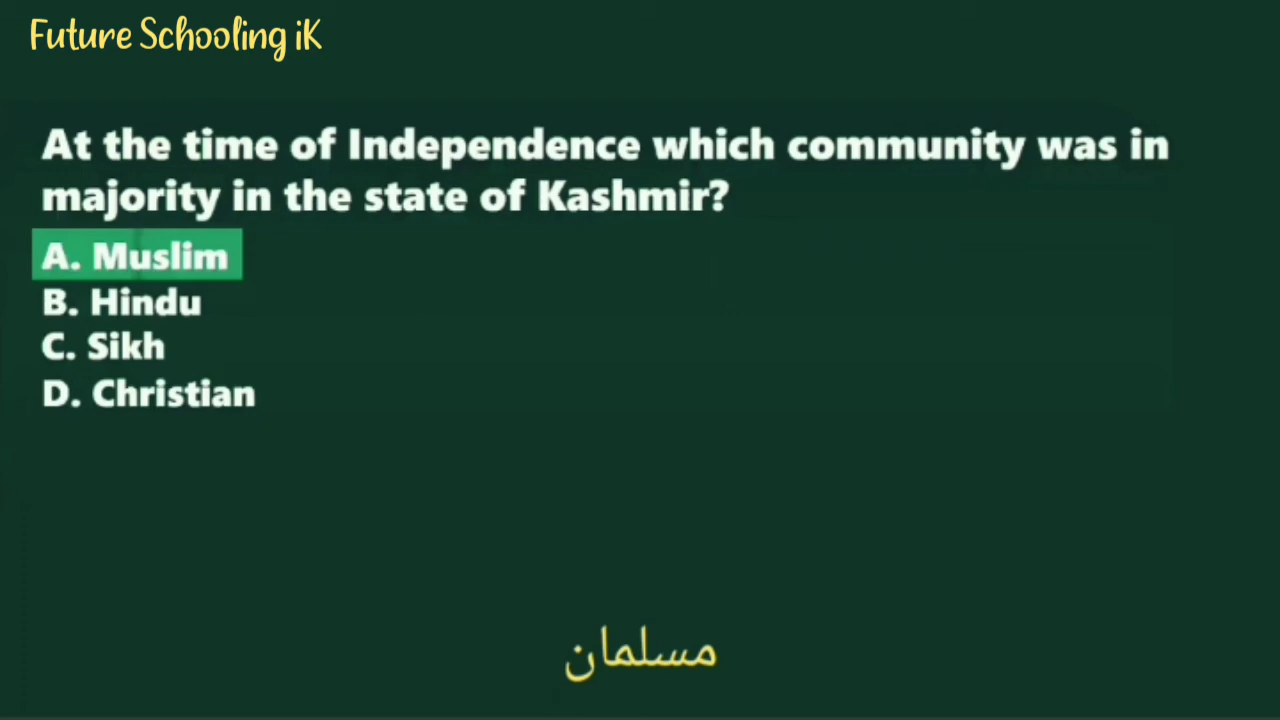 Future Schooling iK
At the time of Independence which community was in
majority in the state of Kashmir?
A. Muslim
B. Hindu
C. Sikh
D. Christian
مسلمان